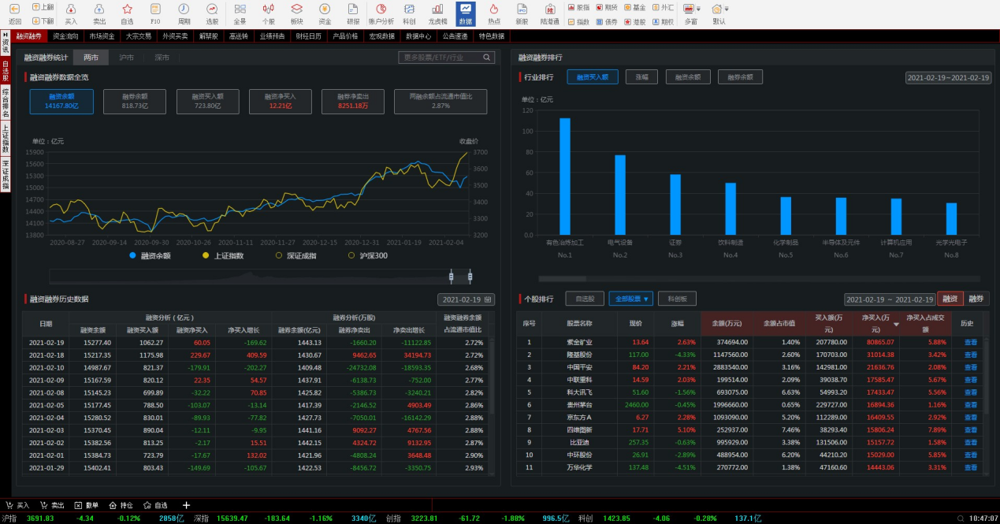 返回 上翻 下翻 买入 卖出 自选 F10 周期 选股 全景 个股 板块 资金 研报 账户分析 科创 龙虎榜 数据 热点 新股 陆港通 股指 期货 基金 外汇 指数 债券 港股 期权 多窗 默认
融资融券 资金流向 市场资金 大宗交易 外资买卖 解禁股 高送转 业绩预告 财经日历 产品价格 宏观数据 数据中心 公告速递 特色数据
资讯
自选股
综合排名
上证指数
深证成指
融资融券统计 两市 沪市 深市 更多股票/ETF/行业
融资融券数据全览
融资余额 融券余额 融资买入额 融资净买入 融券净卖出 两融余额占流通市值比
14167.80亿 818.73亿 723.80亿 12.21亿 8251.18万 2.87%
单位：亿元 收盘价
15900 3700
15600 3600
15300 3500
15000
14700 3400
14400 3300
14100
13800 3200
2020-08-27 2020-09-14 2020-09-30 2020-10-26 2020-11-11 2020-11-27 2020-12-15 2020-12-31 2021-01-19 2021-02-04
融资余额 上证指数 深证成指 沪深300
融资融券历史数据 2021-02-19
日期 融资分析（亿元） 融券分析(万股) 融资融券余额占流通市值比
融资余额 融资买入额 融资净买入 净买入增长 融券余额(亿元) 融券净卖出 净卖出增长
2021-02-19 15277.40 1062.27 60.05 -169.62 1443.13 -1660.20 -11122.85 2.72%
2021-02-18 15217.35 1175.98 229.67 409.59 1430.67 9462.65 34194.73 2.72%
2021-02-10 14987.67 821.37 -179.91 -202.27 1409.48 -24732.08 -18593.35 2.68%
2021-02-09 15167.59 820.12 22.35 54.57 1437.91 -6138.73 -752.00 2.77%
2021-02-08 15145.23 699.89 -32.22 70.85 1425.82 -5386.73 -3240.21 2.82%
2021-02-05 15177.45 788.50 -103.07 -13.14 1417.39 -2146.52 4903.49 2.86%
2021-02-04 15280.52 830.01 -89.93 -77.82 1427.73 -7050.01 -16142.29 2.88%
2021-02-03 15370.45 890.04 -12.11 -9.95 1441.16 9092.27 4767.56 2.88%
2021-02-02 15382.56 813.25 -2.17 15.51 1442.15 4324.72 9132.95 2.87%
2021-02-01 15384.73 723.79 -17.67 132.02 1421.96 -4808.24 3648.48 2.90%
2021-01-29 15402.41 803.43 -149.69 -105.67 1422.53 -8456.72 -3350.75 2.93%
融资融券排行
行业排行 融资买入额 涨幅 融资余额 融券余额 2021-02-19~2021-02-19
单位：亿元
120
100
80
60
40
20
0.0
有色冶炼加工 电气设备 证券 饮料制造 化学制品 半导体及元件 计算机应用 光学光电子
No.1 No.2 No.3 No.4 No.5 No.6 No.7 No.8
个股排行 自选股 全部股票▼ 科创板 2021-02-19 ~ 2021-02-19 融资 融券
序号 股票名称 现价 涨幅 余额(万元) 余额占市值 买入额(万元) 净买入(万元) 净买入占成交额 历史
1 紫金矿业 13.64 2.63% 374694.00 1.40% 207780.00 80865.07 5.88% 查看
2 隆基股份 117.00 -4.33% 1147560.00 2.60% 170703.00 31014.38 3.42% 查看
3 中国平安 84.20 2.21% 2883540.00 3.16% 142981.00 21636.76 2.08% 查看
4 中联重科 14.59 2.03% 199514.00 2.09% 39038.70 17585.47 5.67% 查看
5 科大讯飞 51.60 -1.56% 693075.00 6.63% 54993.20 17433.47 5.56% 查看
6 贵州茅台 2460.00 -0.45% 1996660.00 0.65% 229727.00 16894.36 1.16% 查看
7 京东方A 6.27 2.28% 1093090.00 5.20% 112289.00 16409.55 2.92% 查看
8 四维图新 17.71 5.10% 252937.00 7.46% 38293.40 15806.24 7.89% 查看
9 比亚迪 257.35 -0.63% 995929.00 3.38% 131506.00 15157.72 1.58% 查看
10 中环股份 26.91 -2.89% 488954.00 6.20% 44210.20 15029.00 5.85% 查看
11 万华化学 137.48 -4.51% 270772.00 1.38% 47160.60 14443.06 3.31% 查看
买入 卖出 撤单 持仓 自选 +
沪指 3691.83 -4.34 -0.12% 2858亿 深指 15639.47 -183.64 -1.16% 3340亿 创指 3223.81 -61.72 -1.88% 996.5亿 科创 1423.85 -4.06 -0.28% 137.1亿 10:47:07